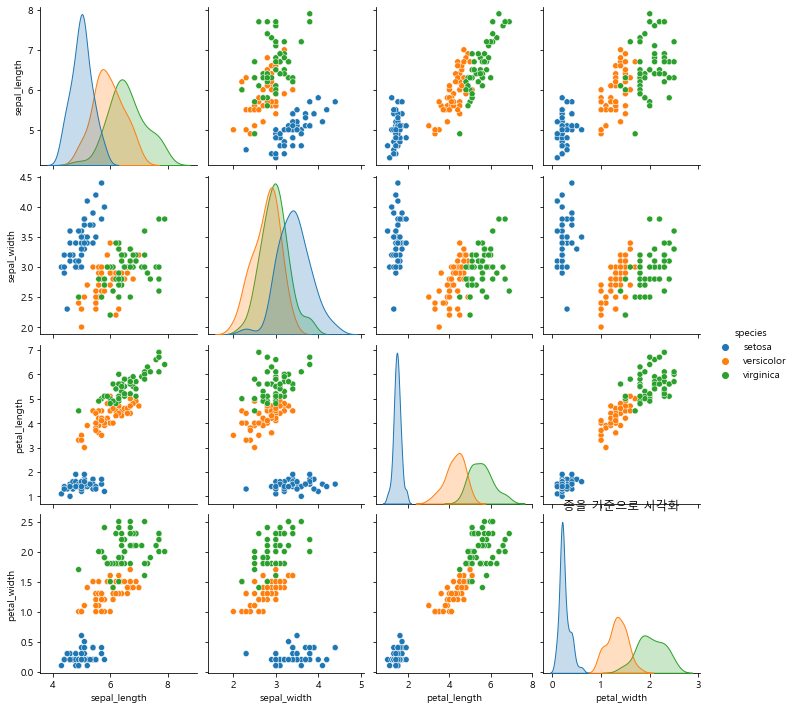 8
7
6
5
sepal_length
4.5
4.0
3.5
3.0
2.5
2.0
sepal_width
species
setosa
versicolor
virginica
7
6
5
4
3
2
1
petal_length
종을 기준으로 시각화
2.5
2.0
1.5
1.0
0.5
0.0
petal_width
4 6 8 2 3 4 5 2 4 6 8 0 1 2 3
sepal_length sepal_width petal_length petal_width